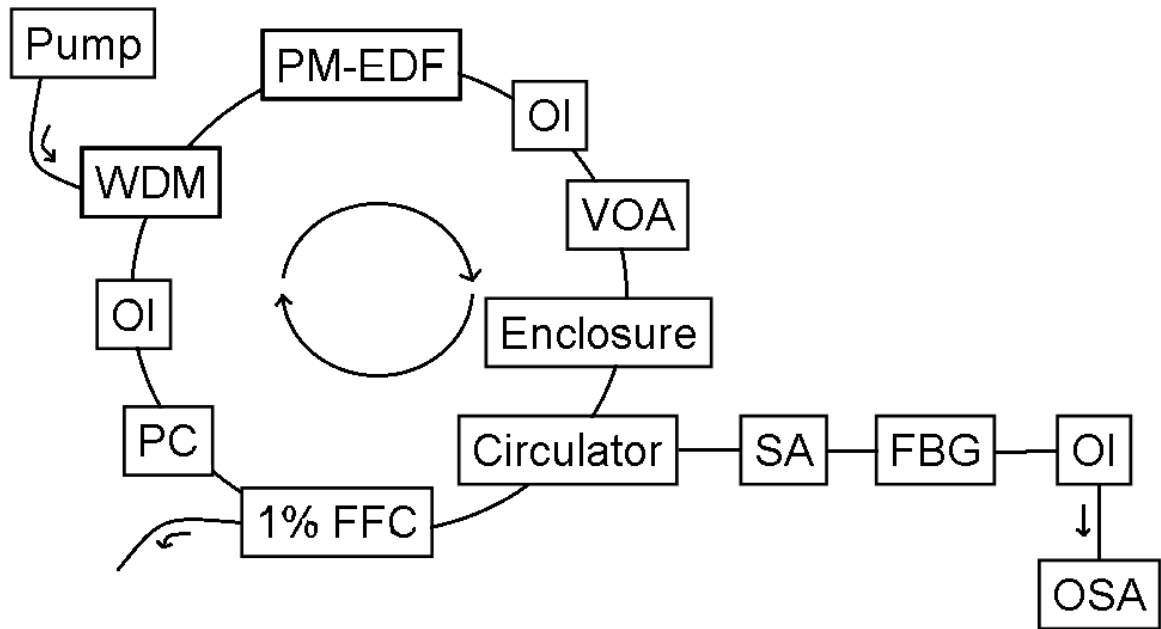 Pump
PM-EDF
OI
WDM
VOA
OI
Enclosure
PC
Circulator
SA
FBG
OI
1% FFC
OSA